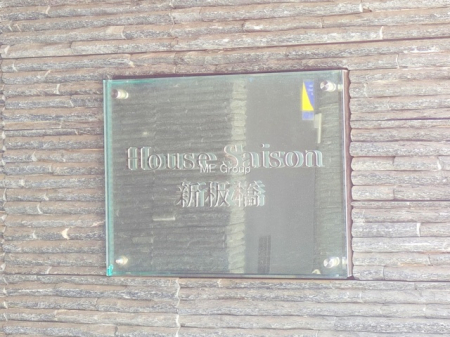 House Saison
ME Group
新板橋